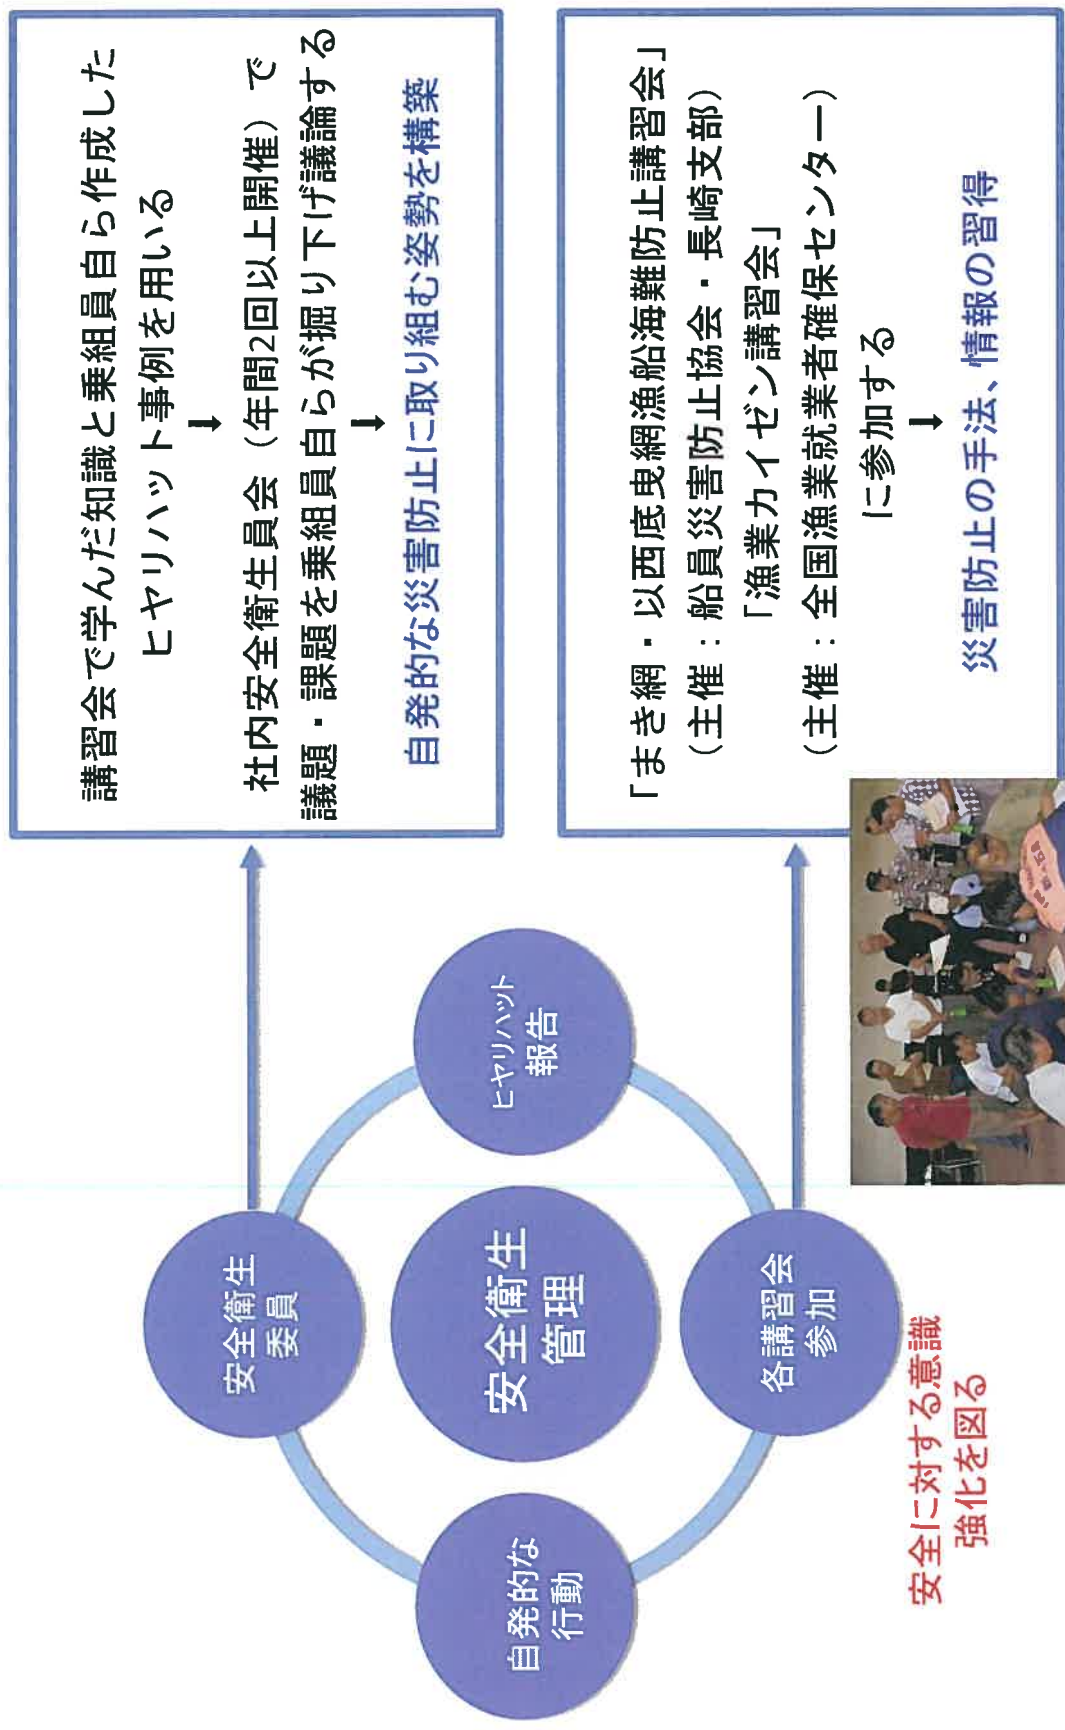 安全衛生
委員
自発的な
行動
安全衛生
管理
ヒヤリハット
報告
各講習会
参加
安全に対する意識
強化を図る
講習会で学んだ知識と乗組員自ら作成した
ヒヤリハット事例を用いる
↓
社内安全衛生員会（年間2回以上開催）で
議題・課題を乗組員自らが掘り下げ議論する
↓
自発的な災害防止に取り組む姿勢を構築
「まき網・以西底曳網漁船海難防止講習会」
（主催：船員災害防止協会・長崎支部）
「漁業カイゼン講習会」
（主催：全国漁業就業者確保センター）
に参加する
↓
災害防止の手法、情報の習得